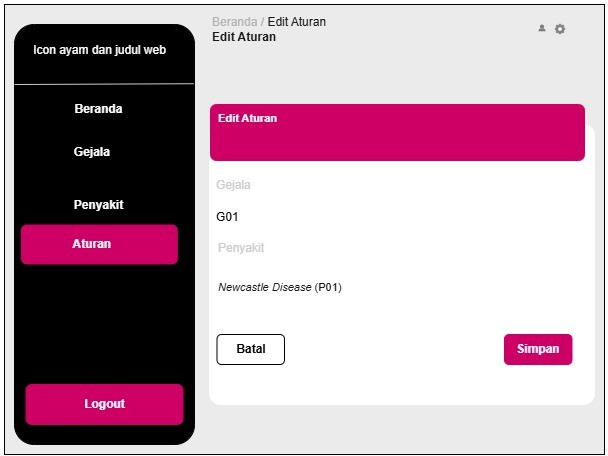 Icon ayam dan judul web
Beranda
Gejala
Penyakit
Aturan
Logout
Beranda / Edit Aturan
Edit Aturan
Edit Aturan
Gejala
G01
Penyakit
Newcastle Disease (P01)
Batal
Simpan